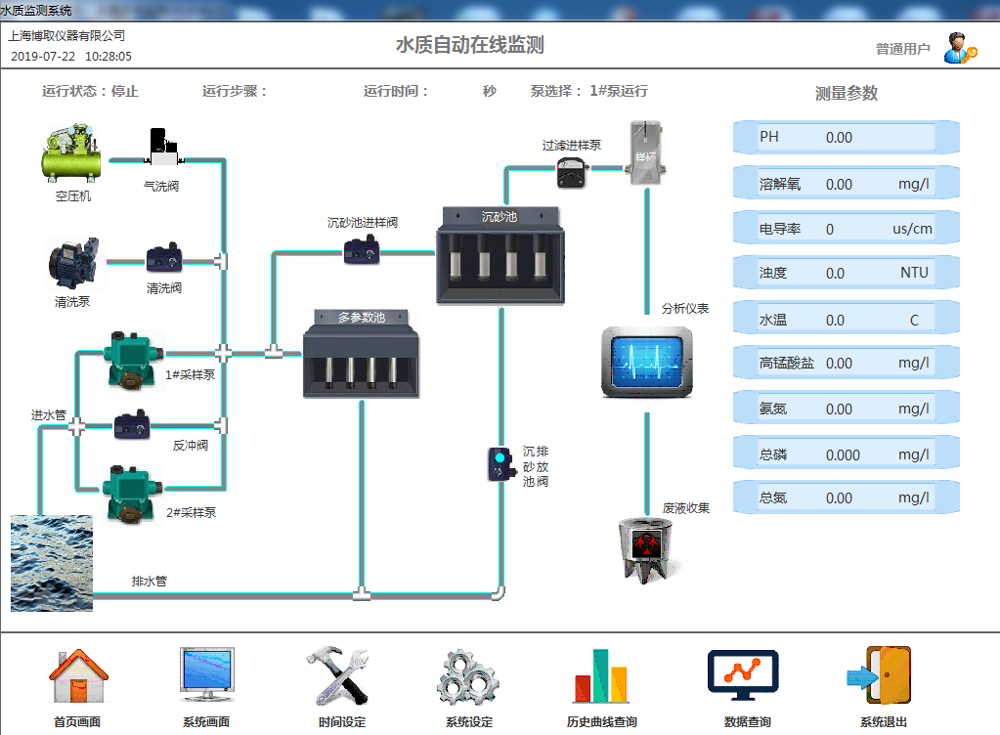 水质监测系统
上海博取仪器有限公司
2019-07-22 10:28:05
水质自动在线监测
普通用户
运行状态：停止 运行步骤： 运行时间： 秒 泵选择： 1#泵运行
测量参数
空压机
气洗阀
清洗泵
清洗阀
沉砂池进样阀
过滤进样泵
样杯
沉砂池
多参数池
分析仪表
1#采样泵
进水管
反冲阀
2#采样泵
沉排
砂放
池阀
废液收集
排水管
PH 0.00
溶解氧 0.00 mg/l
电导率 0 us/cm
浊度 0.0 NTU
水温 0.0 C
高锰酸盐 0.00 mg/l
氨氮 0.00 mg/l
总磷 0.000 mg/l
总氮 0.00 mg/l
首页画面 系统画面 时间设定 系统设定 历史曲线查询 数据查询 系统退出